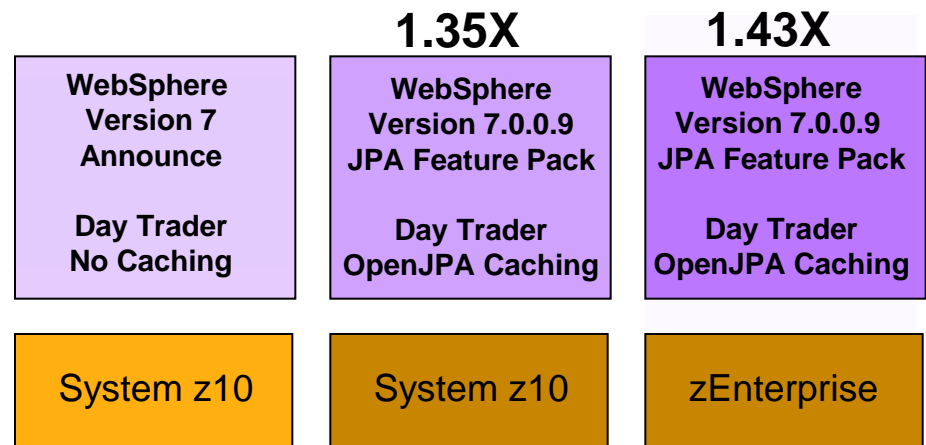 1.35X
1.43X
WebSphere
Version 7
Announce
Day Trader
No Caching
WebSphere
Version 7.0.0.9
JPA Feature Pack
Day Trader
OpenJPA Caching
WebSphere
Version 7.0.0.9
JPA Feature Pack
Day Trader
OpenJPA Caching
System z10
System z10
zEnterprise